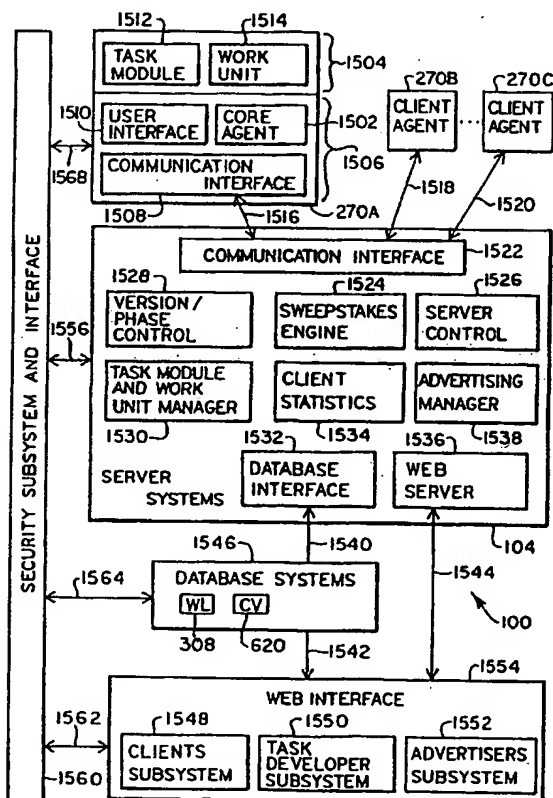 1512
1514
TASK MODULE
WORK UNIT
1504
270B
270C
CLIENT AGENT
CLIENT AGENT
1510
USER INTERFACE
CORE AGENT
1502
1506
COMMUNICATION INTERFACE
1568
1508
1516
270A
1518
1520
COMMUNICATION INTERFACE
1522
1528
1524
1526
VERSION/ PHASE CONTROL
SWEEPSTAKES ENGINE
SERVER CONTROL
1556
TASK MODULE AND WORK UNIT MANAGER
CLIENT STATISTICS
ADVERTISING MANAGER
1530
1532
1534
1536
1538
DATABASE INTERFACE
WEB SERVER
SERVER SYSTEMS
104
1546
1540
1544
1564
DATABASE SYSTEMS
WL
CV
308
620
100
1542
1554
WEB INTERFACE
1562
1548
1550
1552
CLIENTS SUBSYSTEM
TASK DEVELOPER SUBSYSTEM
ADVERTISERS SUBSYSTEM
1560
SECURITY SUBSYSTEM AND INTERFACE